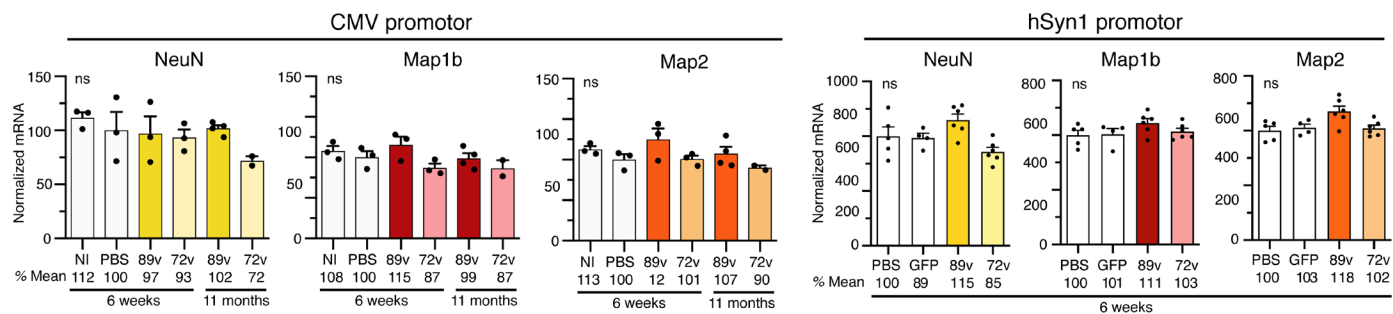 CMV promotor
hSyn1 promotor
NeuN
Map1b
Map2
NeuN
Map1b
Map2
Normalized mRNA
150
100
50
0
ns
NI PBS 89v 72v 89v 72v
% Mean 112 100 97 93 102 72
6 weeks 11 months
150
100
50
0
ns
NI PBS 89v 72v 89v 72v
108 100 115 87 99 87
6 weeks 11 months
150
100
50
0
ns
NI PBS 89v 72v 89v 72v
113 100 12 101 107 90
6 weeks 11 months
Normalized mRNA
1000
800
600
400
200
0
ns
PBS GFP 89v 72v
% Mean 100 89 115 85
800
600
400
200
0
ns
PBS GFP 89v 72v
100 101 111 103
800
600
400
200
0
ns
PBS GFP 89v 72v
100 103 118 102
6 weeks